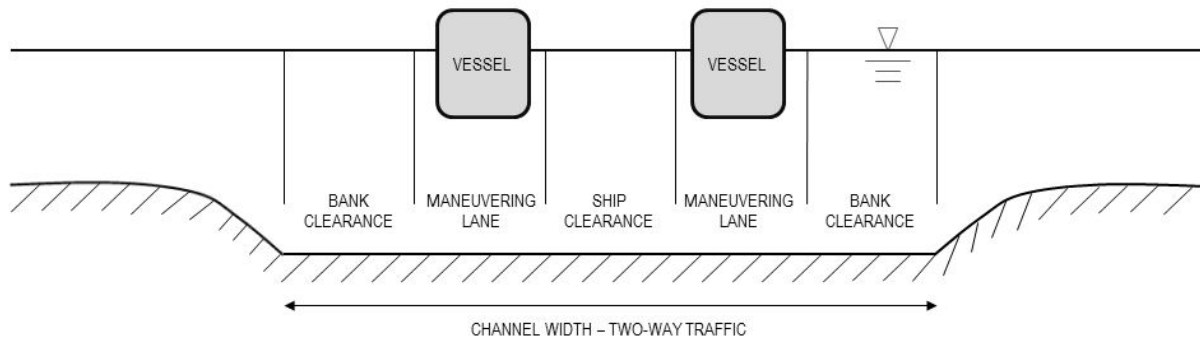 VESSEL
VESSEL
BANK
CLEARANCE
MANEUVERING
LANE
SHIP
CLEARANCE
MANEUVERING
LANE
BANK
CLEARANCE
CHANNEL WIDTH – TWO-WAY TRAFFIC